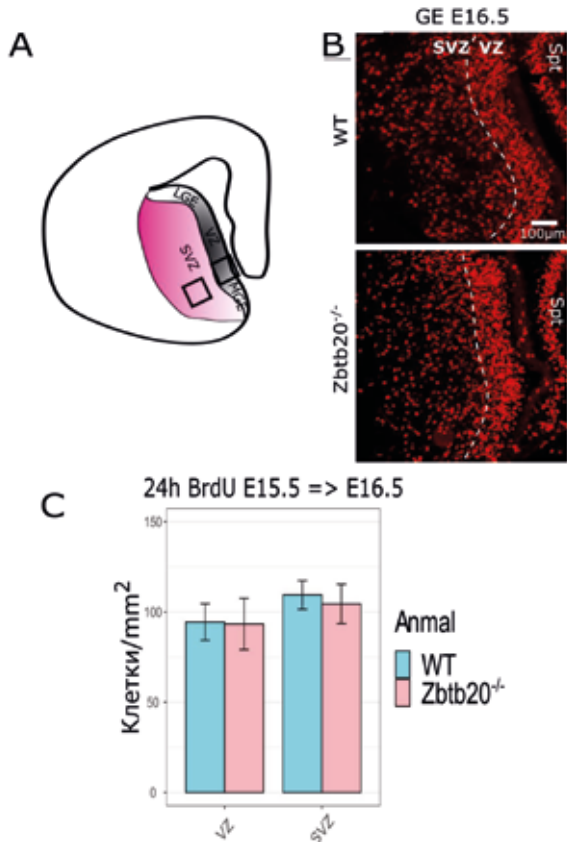 GE E16.5
A
B
SVZ VZ
Spt
WT
100µm
LGE
VZ
SVZ
MGE
Spt
Zbtb20-/-
24h BrdU E15.5 => E16.5
C
150
100
50
0
Клетки/mm²
VZ
SVZ
Anmal
WT
Zbtb20-/-